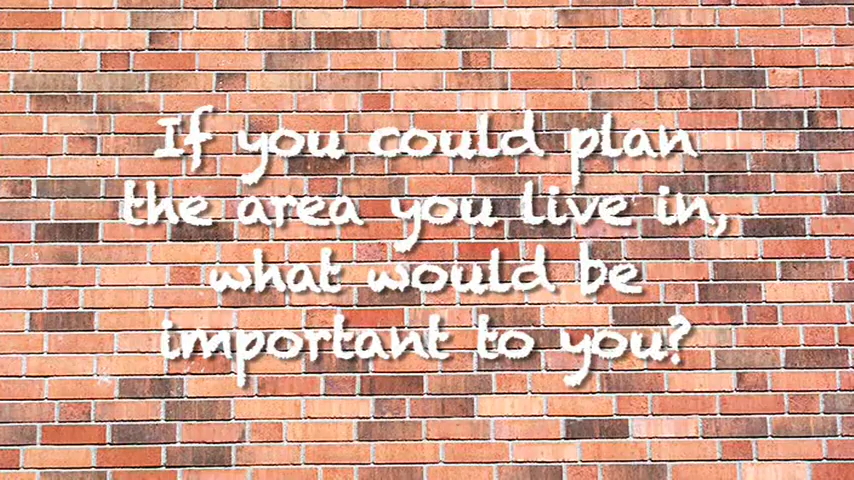 If you could plan
the area you live in,
what would be
important to you?